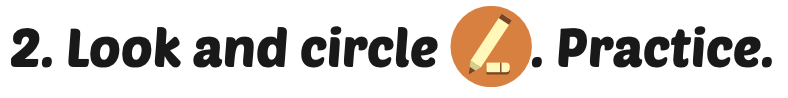 2. Look and circle . Practice.